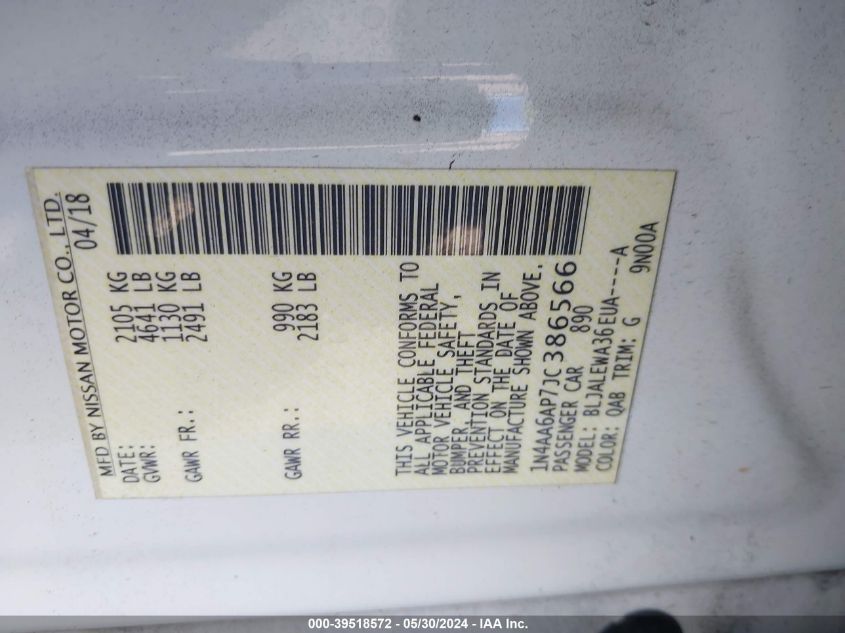 MFD BY NISSAN MOTOR CO., LTD.
DATE: 04/18
GVWR: 2105 KG
4641 LB
GAWR FR.: 1130 KG
2491 LB
GAWR RR.: 990 KG
2183 LB
THIS VEHICLE CONFORMS TO
ALL APPLICABLE FEDERAL
MOTOR VEHICLE SAFETY,
BUMPER, AND THEFT
PREVENTION STANDARDS IN
EFFECT ON THE DATE OF
MANUFACTURE SHOWN ABOVE.
1N4AA6AP7JC386566
PASSENGER CAR 890
MODEL: BLJALEWA36EUA-----A
COLOR: QAB TRIM: G 9N00A
000-39518572 - 05/30/2024 - IAA Inc.